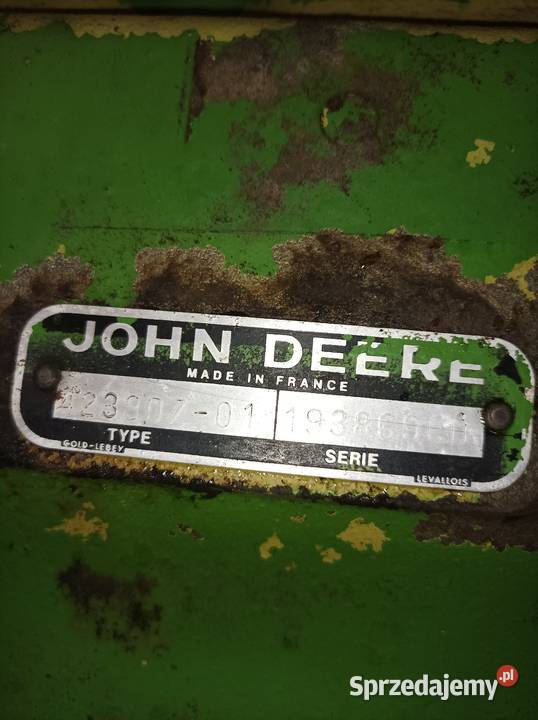 JOHN DEERE
MADE IN FRANCE
TYPE
SERIE
GOLD-LEBEY
LEVALLOIS
Sprzedajemy.pl